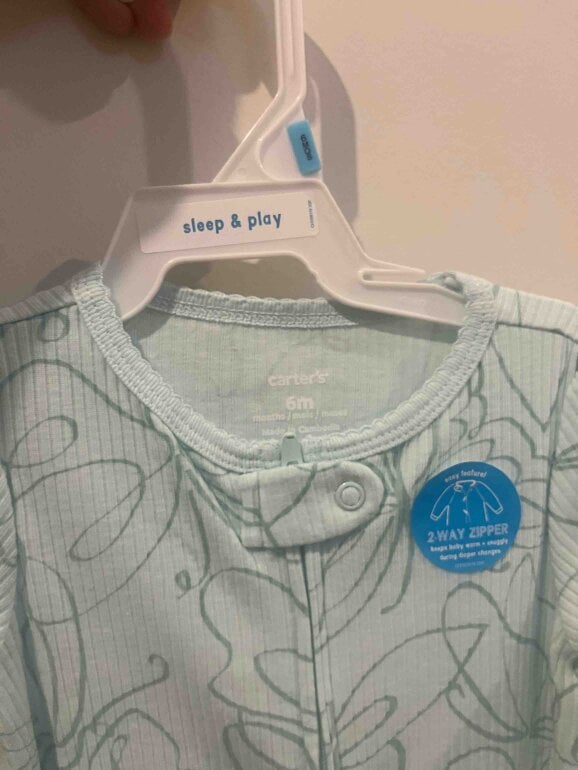 6mos
sleep & play
carter's
6m
months / mois / meses
Made in Cambodia
easy feature!
2-WAY ZIPPER
keeps baby warm + snuggly
during diaper changes